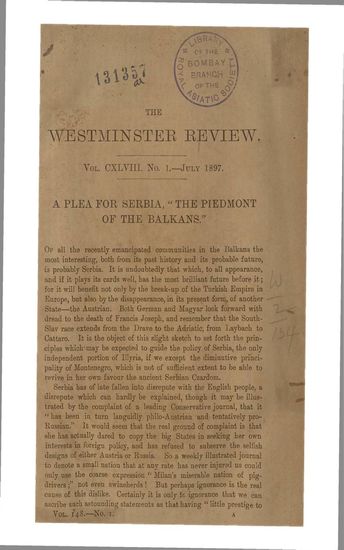 131357
LIBRARY
OF THE
BOMBAY
BRANCH
OF THE
ROYAL ASIATIC SOCIETY
THE
WESTMINSTER REVIEW.
VOL. CXLVIII. No. 1.—JULY 1897.
A PLEA FOR SERBIA, "THE PIEDMONT
OF THE BALKANS."
OF all the recently emancipated communities in the Balkans the
most interesting, both from its past history and its probable future,
is probably Serbia. It is undoubtedly that which, to all appearance,
and if it plays its cards well, has the most brilliant future before it;
for it will benefit not only by the break-up of the Turkish Empire in
Europe, but also by the disappearance, in its present form, of another
State—the Austrian. Both German and Magyar look forward with
dread to the death of Francis Joseph, and remember that the South-
Slav race extends from the Drave to the Adriatic, from Laybach to
Cattaro. It is the object of this slight sketch to set forth the prin-
ciples which may be expected to guide the policy of Serbia, the only
independent portion of Illyria, if we except the diminutive princi-
pality of Montenegro, which is not of sufficient extent to be able to
revive in her own favour the ancient Serbian Czardom.
Serbia has of late fallen into disrepute with the English people, a
disrepute which can hardly be explained, though it may be illus-
trated by the complaint of a leading Conservative journal, that it
"has been in turn languidly philo-Austrian and tentatively pro-
Russian." It would seem that the real ground of complaint is that
she has actually dared to copy the big States in seeking her own
interests in foreign policy, and has refused to subserve the selfish
designs of either Austria or Russia. So a weekly illustrated journal
to denote a small nation that at any rate has never injured us could
only use the coarse expression "Milan's miserable nation of pig-
drivers;" not even swineherds! But perhaps ignorance is the real
cause of this dislike. Certainly it is only to ignorance that we can
ascribe such astounding statements as that having "little prestige to
VOL. 148.—No. 1.
A